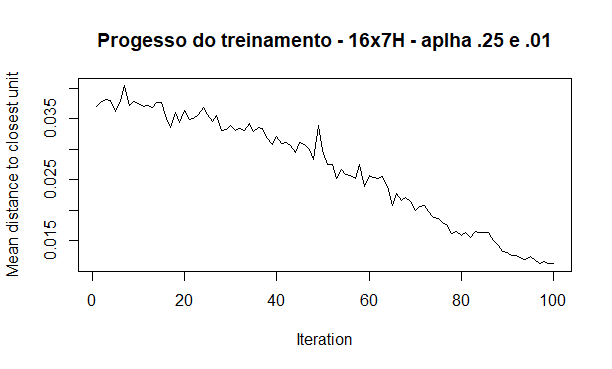 Progesso do treinamento - 16x7H - aplha .25 e .01
Mean distance to closest unit
0.035
0.025
0.015
0 20 40 60 80 100
Iteration